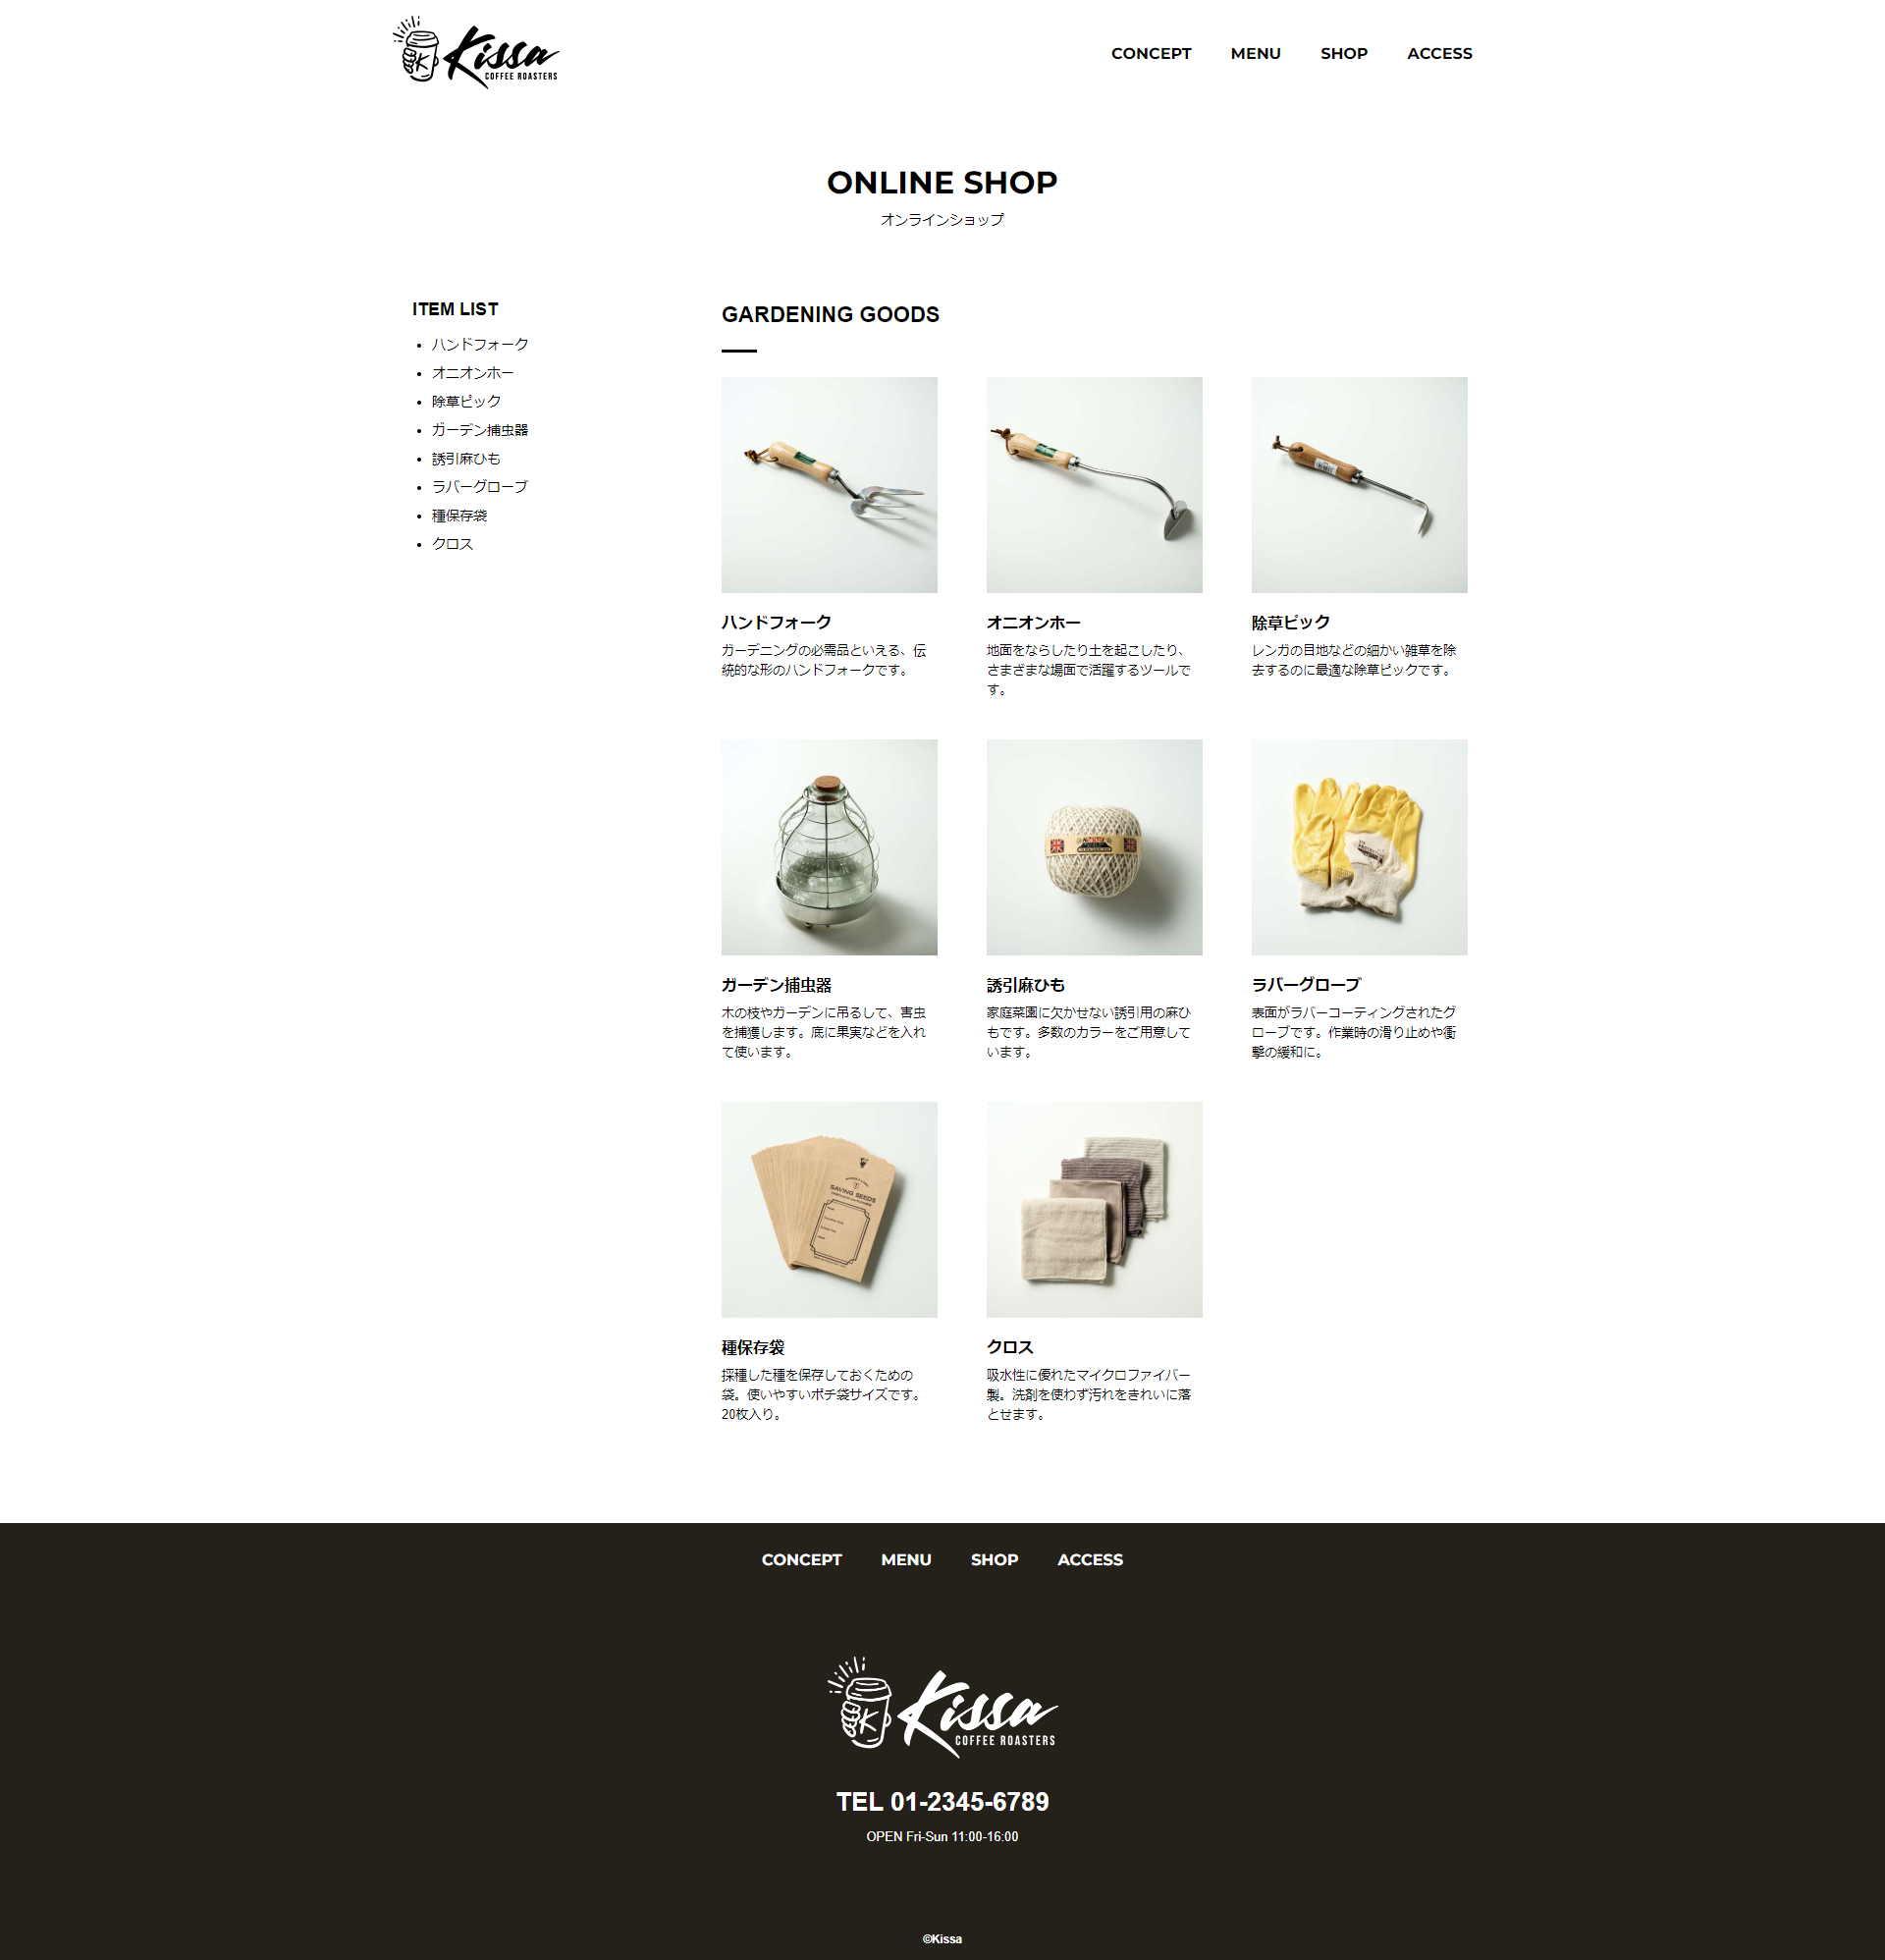 Kissa
COFFEE ROASTERS
CONCEPT MENU SHOP ACCESS
ONLINE SHOP
オンラインショップ
ITEM LIST
ハンドフォーク
オニオンホー
除草ピック
ガーデン捕虫器
誘引麻ひも
ラバーグローブ
種保存袋
クロス
GARDENING GOODS
ハンドフォーク
ガーデニングの必需品といえる、伝
統的な形のハンドフォークです。
オニオンホー
地面をならしたり土を起こしたり、
さまざまな場面で活躍するツールで
す。
除草ピック
レンガの目地などの細かい雑草を除
去するのに最適な除草ピックです。
ガーデン捕虫器
木の枝やガーデンに吊るして、害虫
を捕獲します。底に果実などを入れ
て使います。
誘引麻ひも
家庭菜園に欠かせない誘引用の麻ひ
もです。多数のカラーをご用意して
います。
ラバーグローブ
表面がラバーコーティングされたグ
ローブです。作業時の滑り止めや衝
撃の緩和に。
SAVING SEEDS
種保存袋
採種した種を保存しておくための
袋。使いやすいポチ袋サイズです。
20枚入り。
クロス
吸水性に優れたマイクロファイバー
製。洗剤を使わず汚れをきれいに落
とせます。
CONCEPT MENU SHOP ACCESS
K
Kissa
COFFEE ROASTERS
TEL 01-2345-6789
OPEN Fri-Sun 11:00-16:00
©Kissa